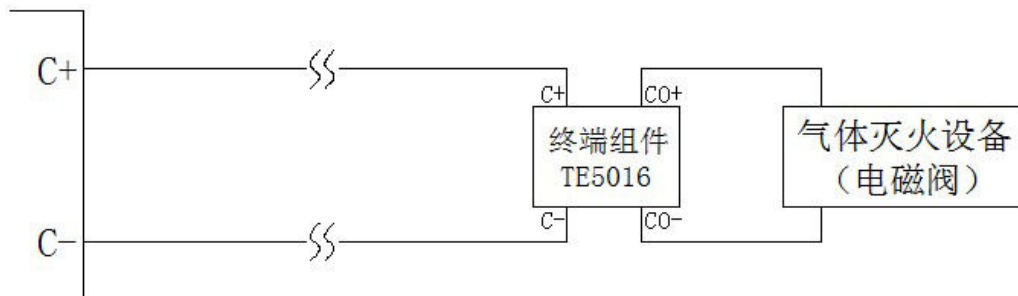 C+
C+
CO+
终端组件
TE5016
气体灭火设备
（电磁阀）
C-
C-
CO-